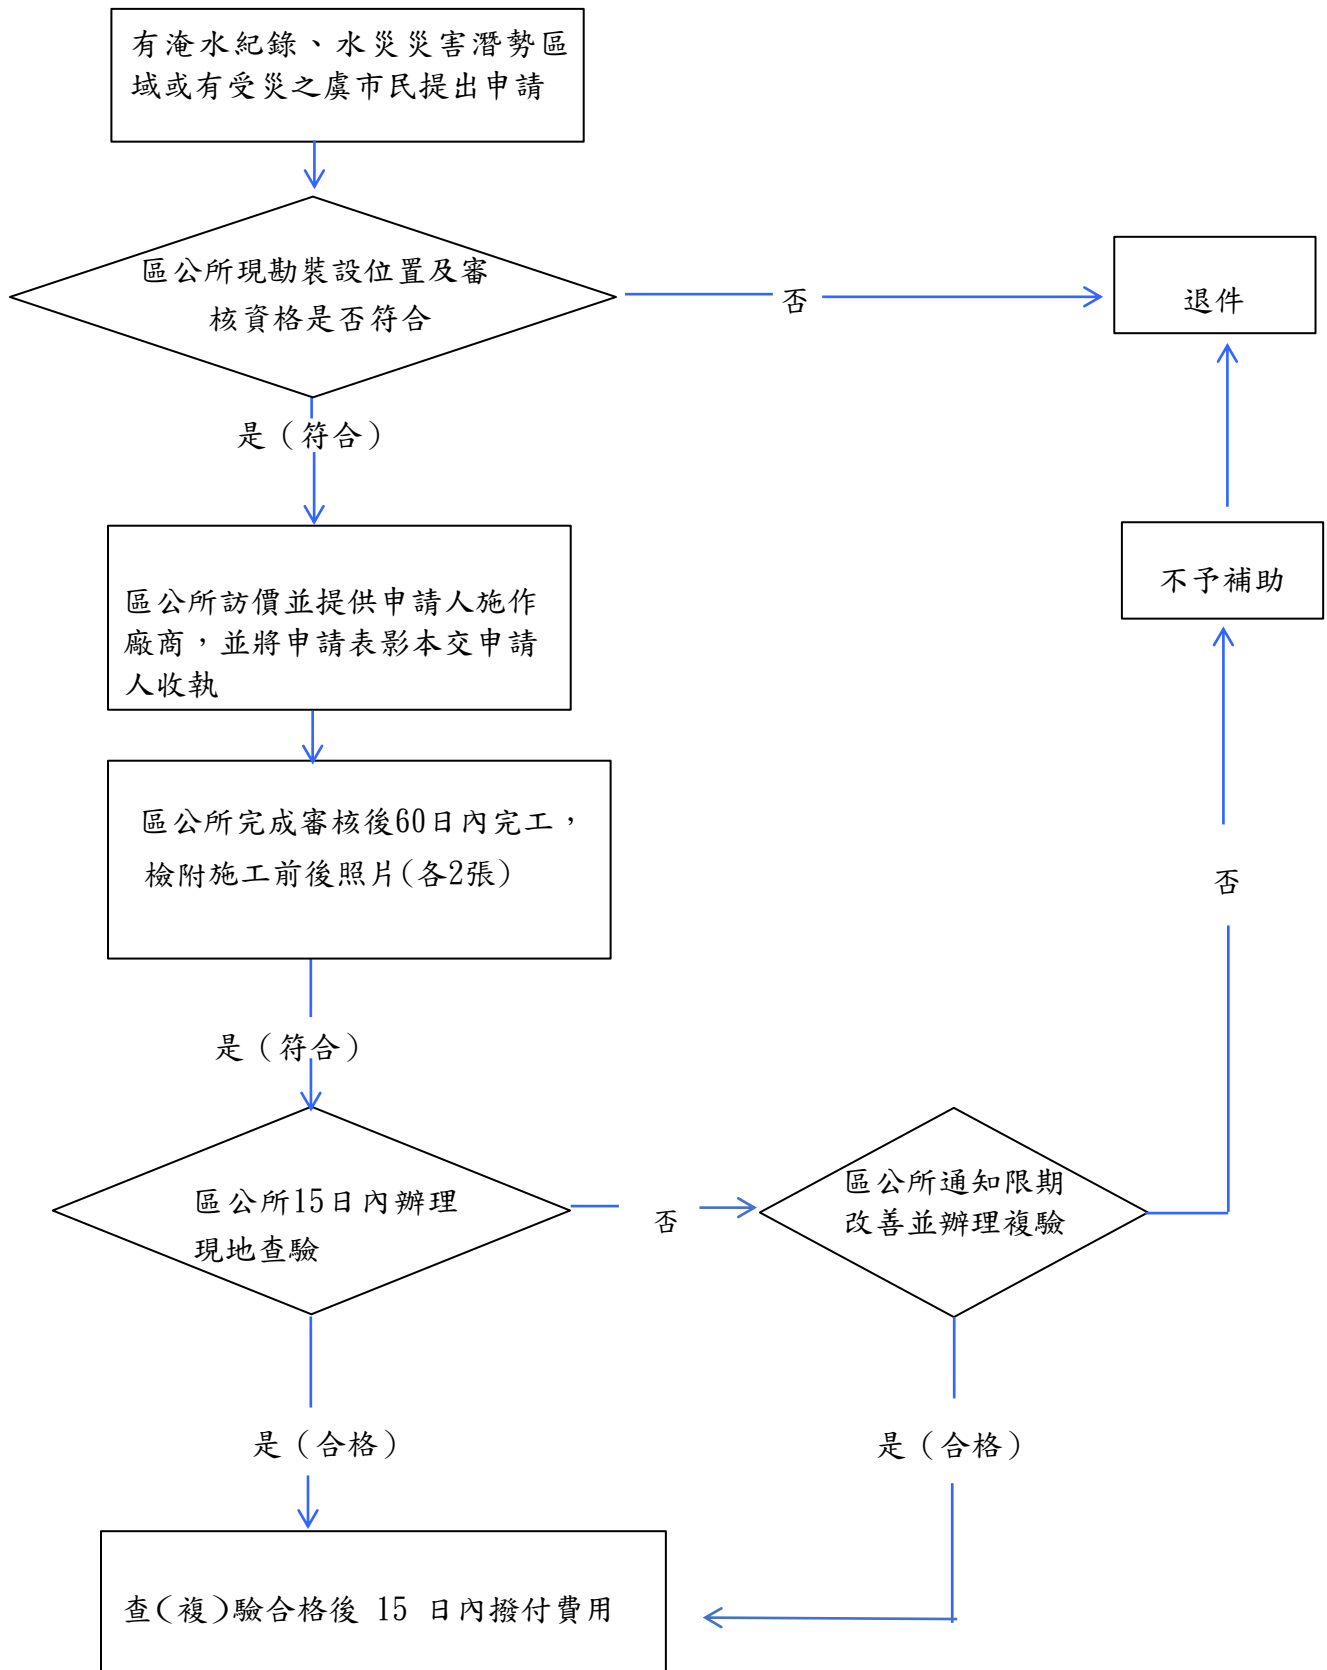 有淹水紀錄、水災災害潛勢區
域或有受災之虞市民提出申請
區公所現勘裝設位置及審
核資格是否符合
否
退件
是（符合）
區公所訪價並提供申請人施作
廠商，並將申請表影本交申請
人收執
不予補助
區公所完成審核後60日內完工，
檢附施工前後照片(各2張)
否
是（符合）
區公所15日內辦理
現地查驗
否
區公所通知限期
改善並辦理複驗
是（合格）
是（合格）
查(複)驗合格後 15 日內撥付費用